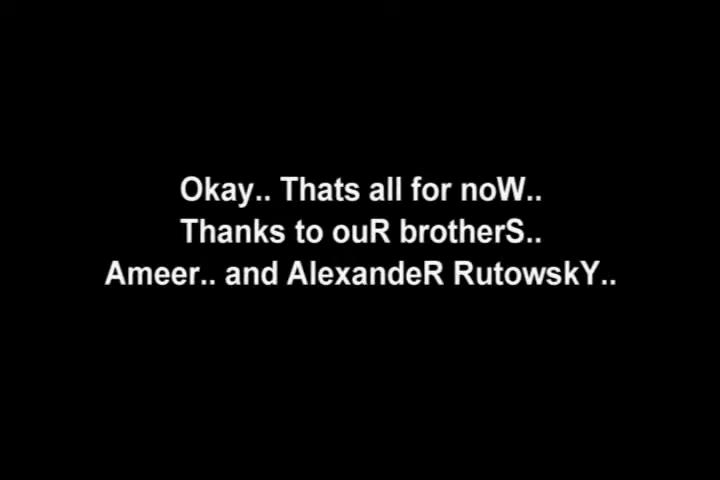 Okay.. Thats all for noW..
Thanks to ouR brotherS..
Ameer.. and AlexandeR RutowskY..